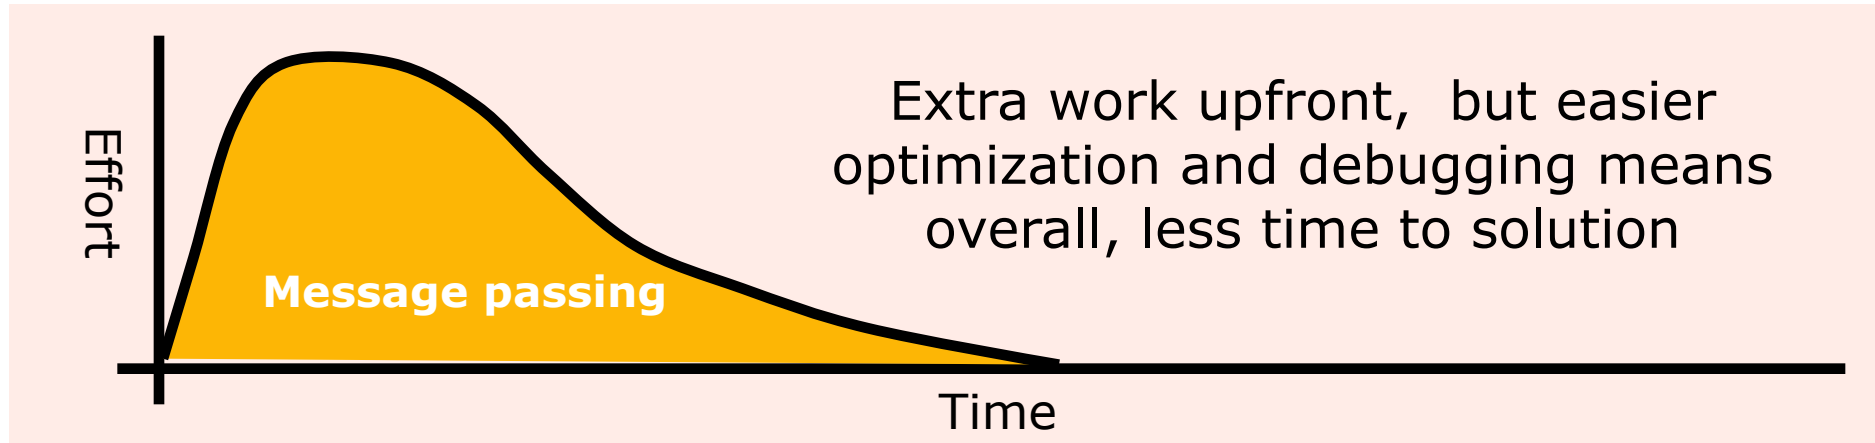 Extra work upfront,  but easier
optimization and debugging means
overall, less time to solution
Effort
Message passing
Time